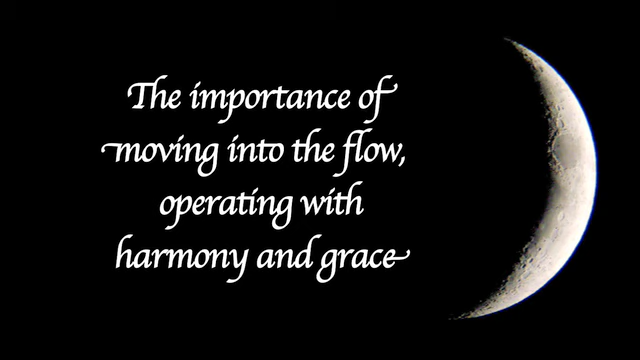 The importance of
moving into the flow,
operating with
harmony and grace